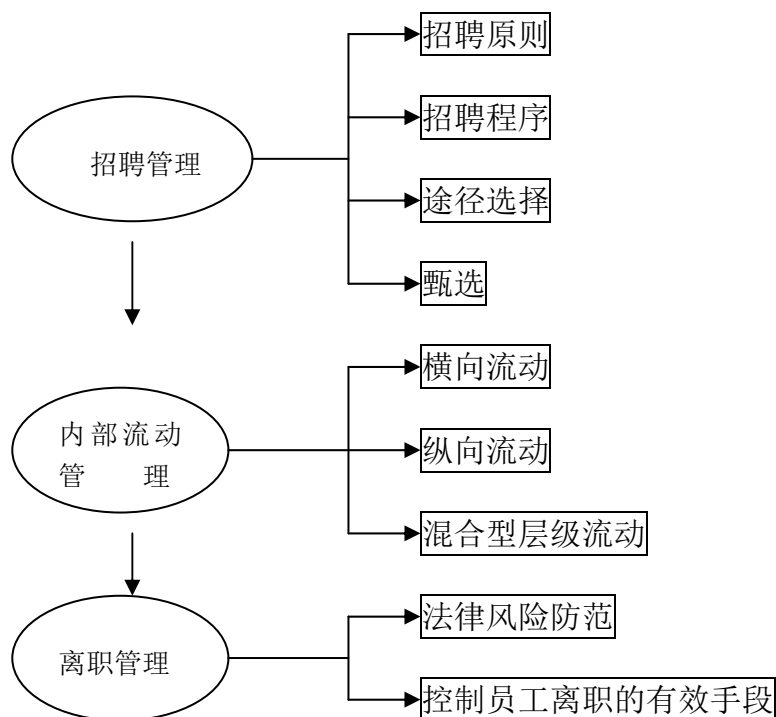 招聘原则
招聘程序
招聘管理
途径选择
甄选
横向流动
内部流动
管 理
纵向流动
混合型层级流动
法律风险防范
离职管理
控制员工离职的有效手段